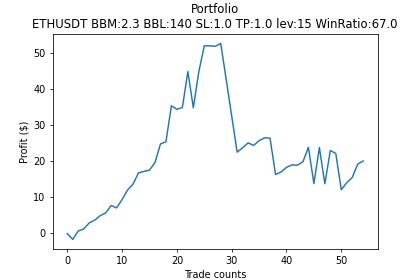 Portfolio
ETHUSDT BBM:2.3 BBL:140 SL:1.0 TP:1.0 lev:15 WinRatio:67.0
50
40
30
20
10
0
Profit ($)
0 10 20 30 40 50
Trade counts